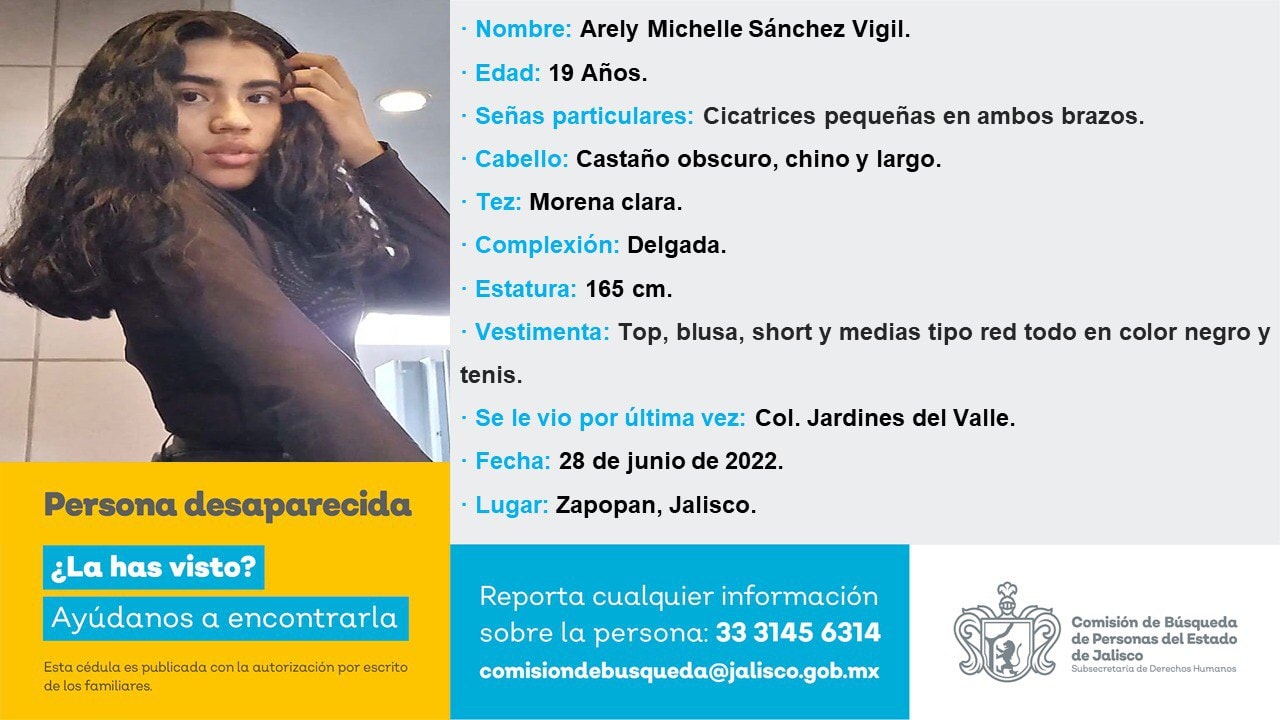 · Nombre: Arely Michelle Sánchez Vigil.
· Edad: 19 Años.
· Señas particulares: Cicatrices pequeñas en ambos brazos.
· Cabello: Castaño obscuro, chino y largo.
· Tez: Morena clara.
· Complexión: Delgada.
· Estatura: 165 cm.
· Vestimenta: Top, blusa, short y medias tipo red todo en color negro y
tenis.
· Se le vio por última vez: Col. Jardines del Valle.
· Fecha: 28 de junio de 2022.
· Lugar: Zapopan, Jalisco.
Persona desaparecida
¿La has visto?
Ayúdanos a encontrarla
Esta cédula es publicada con la autorización por escrito
de los familiares.
Reporta cualquier información
sobre la persona: 33 3145 6314
comisiondebusqueda@jalisco.gob.mx
Comisión de Búsqueda
de Personas del Estado
de Jalisco
Subsecretaría de Derechos Humanos